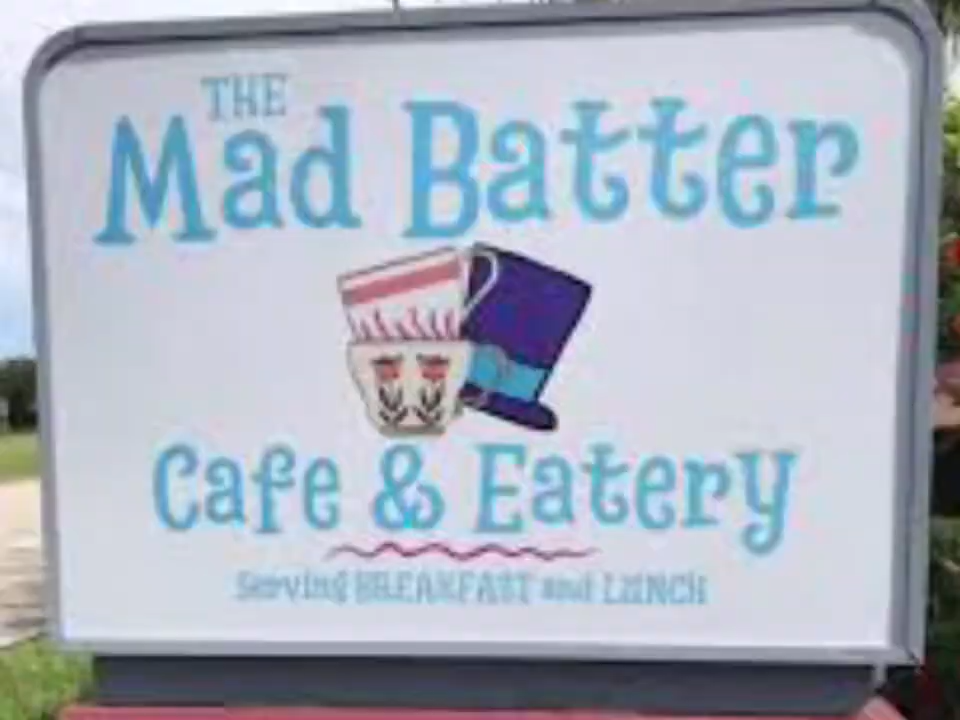 THE
Mad Batter
Cafe & Eatery
Serving BREAKFAST and LUNCH